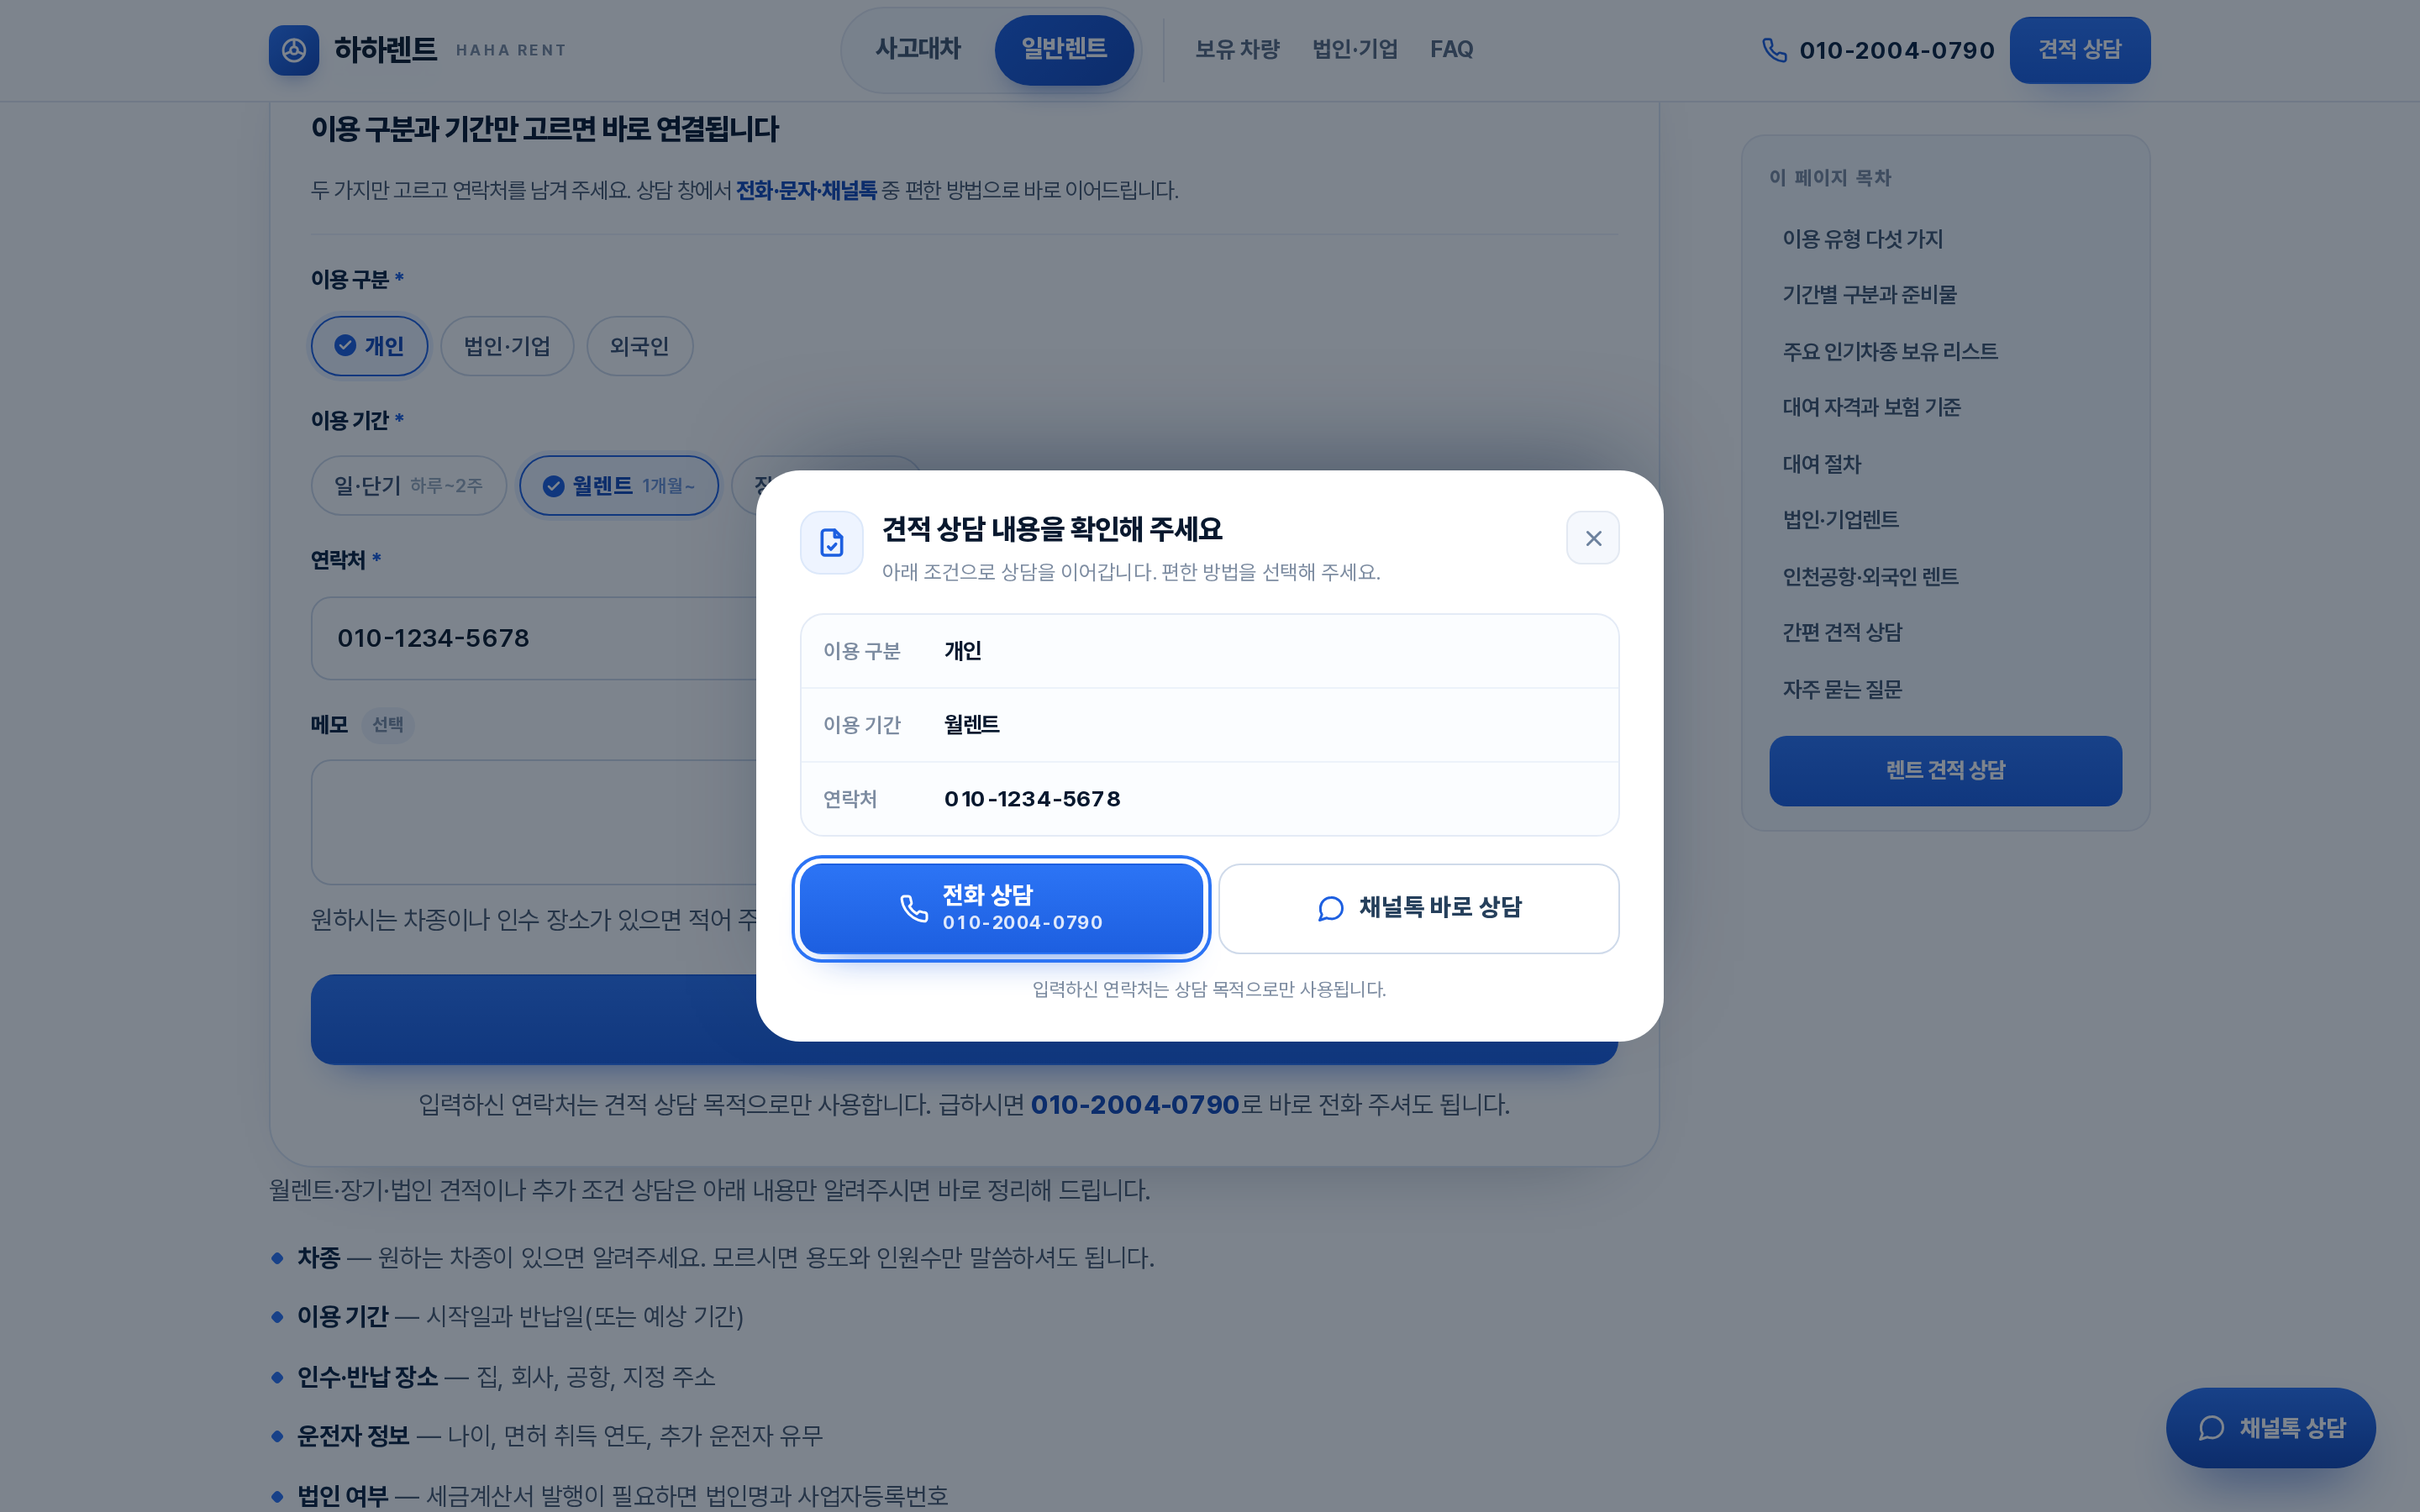 하하렌트 HAHA RENT
사고대차 일반렌트 보유 차량 법인·기업 FAQ
010-2004-0790 견적 상담
이용 구분과 기간만 고르면 바로 연결됩니다
두 가지만 고르고 연락처를 남겨 주세요. 상담 창에서 전화·문자·채널톡 중 편한 방법으로 바로 이어드립니다.
이용 구분 *
개인 법인·기업 외국인
이용 기간 *
일·단기 하루~2주 월렌트 1개월~
연락처 *
010-1234-5678
메모 선택
원하시는 차종이나 인수 장소가 있으면 적어 주
입력하신 연락처는 견적 상담 목적으로만 사용합니다. 급하시면 010-2004-0790로 바로 전화 주셔도 됩니다.
월렌트·장기·법인 견적이나 추가 조건 상담은 아래 내용만 알려주시면 바로 정리해 드립니다.
차종 — 원하는 차종이 있으면 알려주세요. 모르시면 용도와 인원수만 말씀하셔도 됩니다.
이용 기간 — 시작일과 반납일(또는 예상 기간)
인수·반납 장소 — 집, 회사, 공항, 지정 주소
운전자 정보 — 나이, 면허 취득 연도, 추가 운전자 유무
법인 여부 — 세금계산서 발행이 필요하면 법인명과 사업자등록번호
견적 상담 내용을 확인해 주세요
아래 조건으로 상담을 이어갑니다. 편한 방법을 선택해 주세요.
이용 구분 개인
이용 기간 월렌트
연락처 010-1234-5678
전화 상담
010-2004-0790
채널톡 바로 상담
입력하신 연락처는 상담 목적으로만 사용됩니다.
이 페이지 목차
이용 유형 다섯 가지
기간별 구분과 준비물
주요 인기차종 보유 리스트
대여 자격과 보험 기준
대여 절차
법인·기업렌트
인천공항·외국인 렌트
간편 견적 상담
자주 묻는 질문
렌트 견적 상담
채널톡 상담